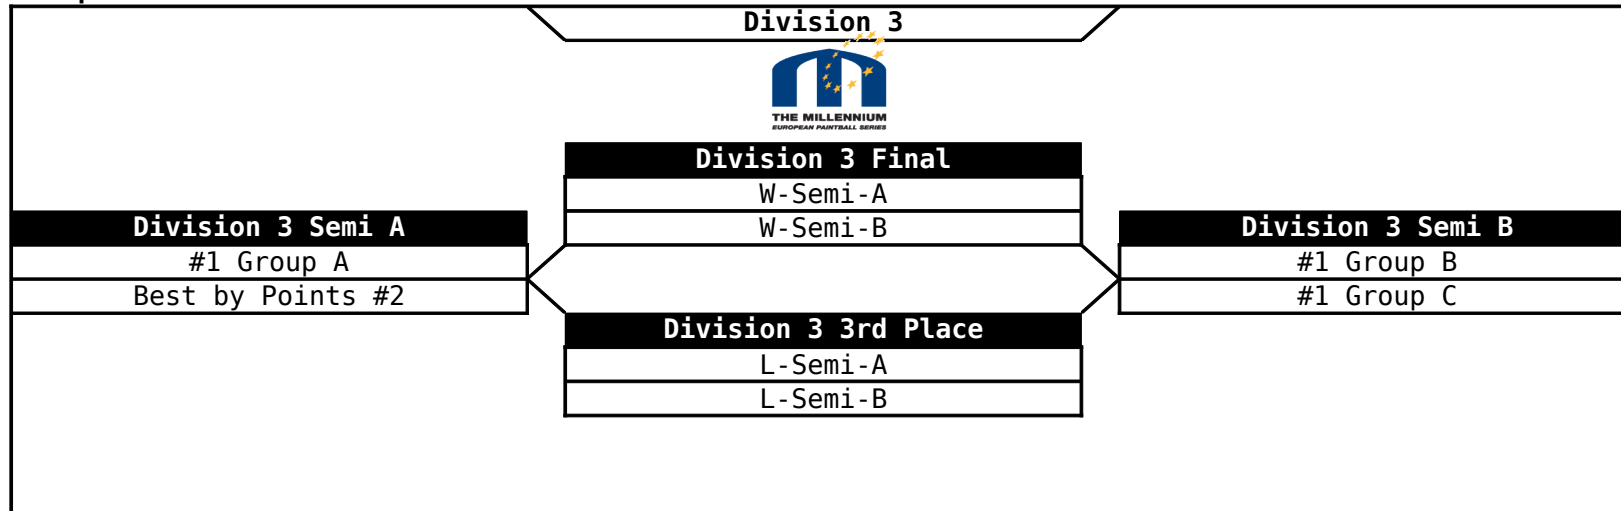 Division 3
THE MILLENNIUM
EUROPEAN PAINTBALL SERIES
Division 3 Final
W-Semi-A
W-Semi-B
Division 3 Semi A
#1 Group A
Best by Points #2
Division 3 Semi B
#1 Group B
#1 Group C
Division 3 3rd Place
L-Semi-A
L-Semi-B